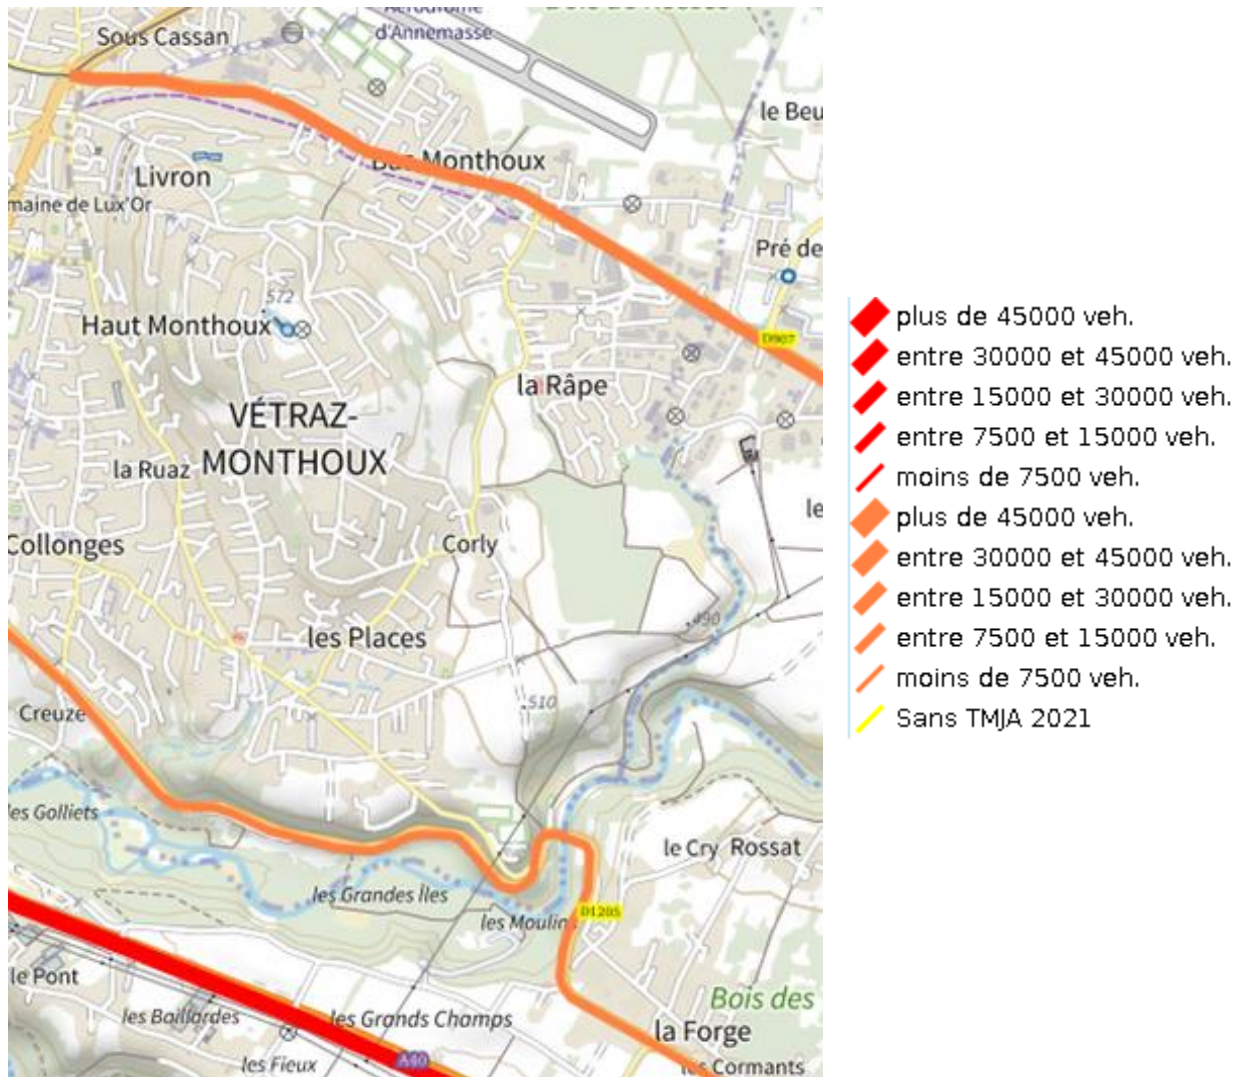 Aérodrome
d'Annemasse
Sous Cassan
le Beu
Bas Monthoux
Livron
maine de Lux'Or
Pré de
572
Haut Monthoux
D907
la Râpe
VÉTRAZ-
MONTHOUX
la Ruaz
le
Collonges
Corly
490
les Places
510
Creuze
les Golliets
le Cry Rossat
les Grandes Îles
les Moulins
D1205
le Pont
Bois des
les Baillardes
les Grands Champs
la Forge
A40
les Fieux
les Cormants
plus de 45000 veh.
entre 30000 et 45000 veh.
entre 15000 et 30000 veh.
entre 7500 et 15000 veh.
moins de 7500 veh.
plus de 45000 veh.
entre 30000 et 45000 veh.
entre 15000 et 30000 veh.
entre 7500 et 15000 veh.
moins de 7500 veh.
Sans TMJA 2021